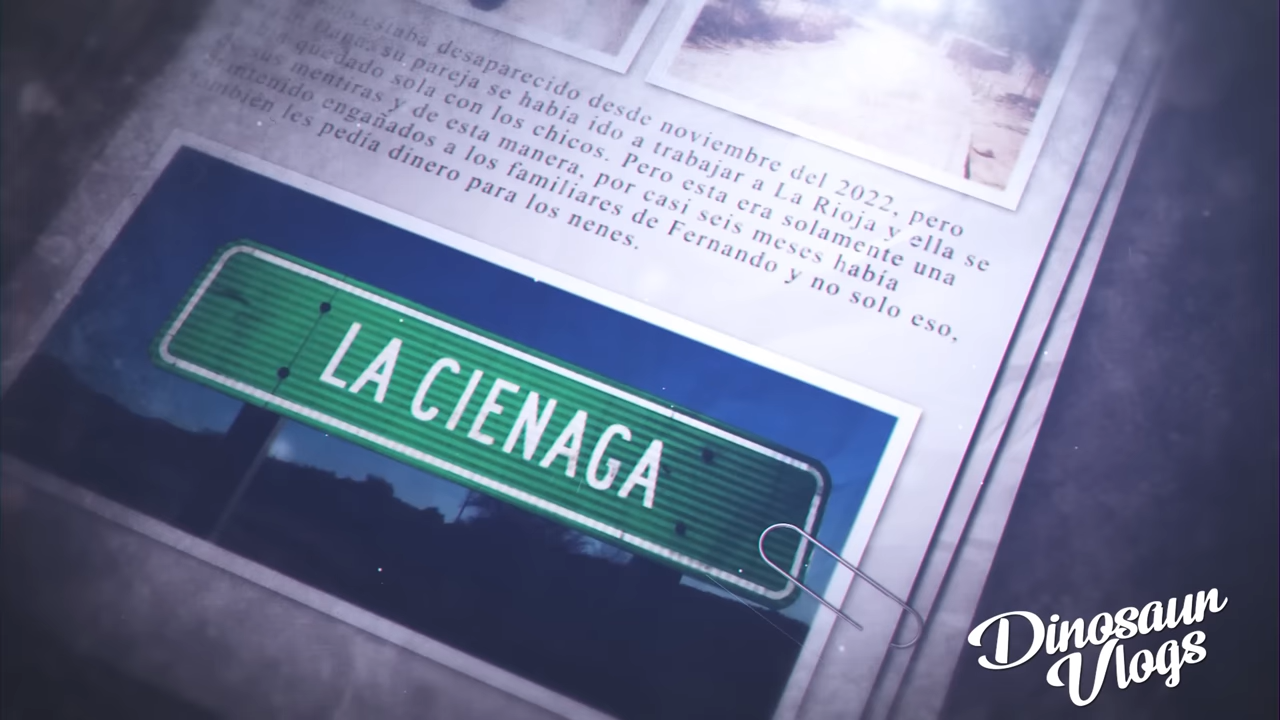 estaba desaparecido desde noviembre del 2022, pero
su pareja se había ido a trabajar a La Rioja y ella se
quedado sola con los chicos. Pero esta era solamente una
sus mentiras y de esta manera, por casi seis meses había
mantenido engañados a los familiares de Fernando y no solo eso,
también les pedía dinero para los nenes.
LA CIENAGA
Dinosaur
Vlogs